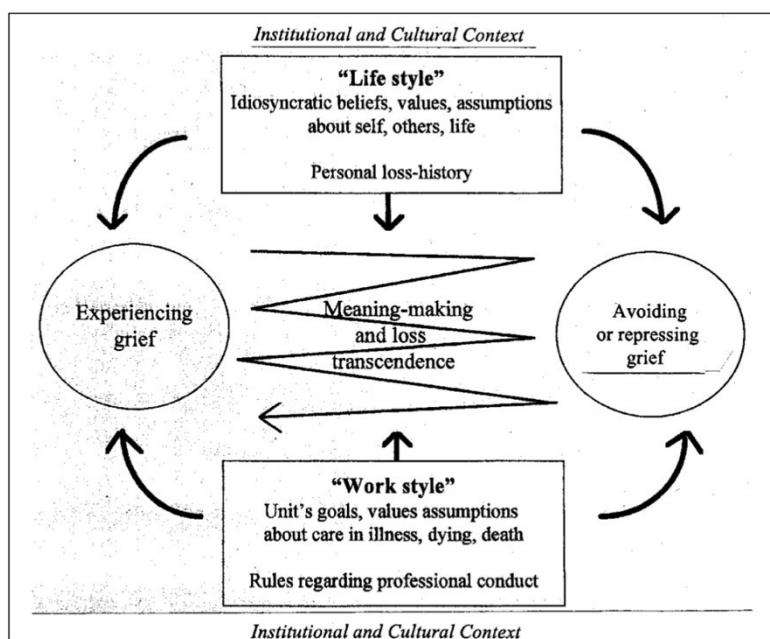 Institutional and Cultural Context
“Life style”
Idiosyncratic beliefs, values, assumptions
about self, others, life
Personal loss-history
Experiencing
grief
Meaning-making
and loss
transcendence
Avoiding
or repressing
grief
“Work style”
Unit's goals, values assumptions
about care in illness, dying, death
Rules regarding professional conduct
Institutional and Cultural Context